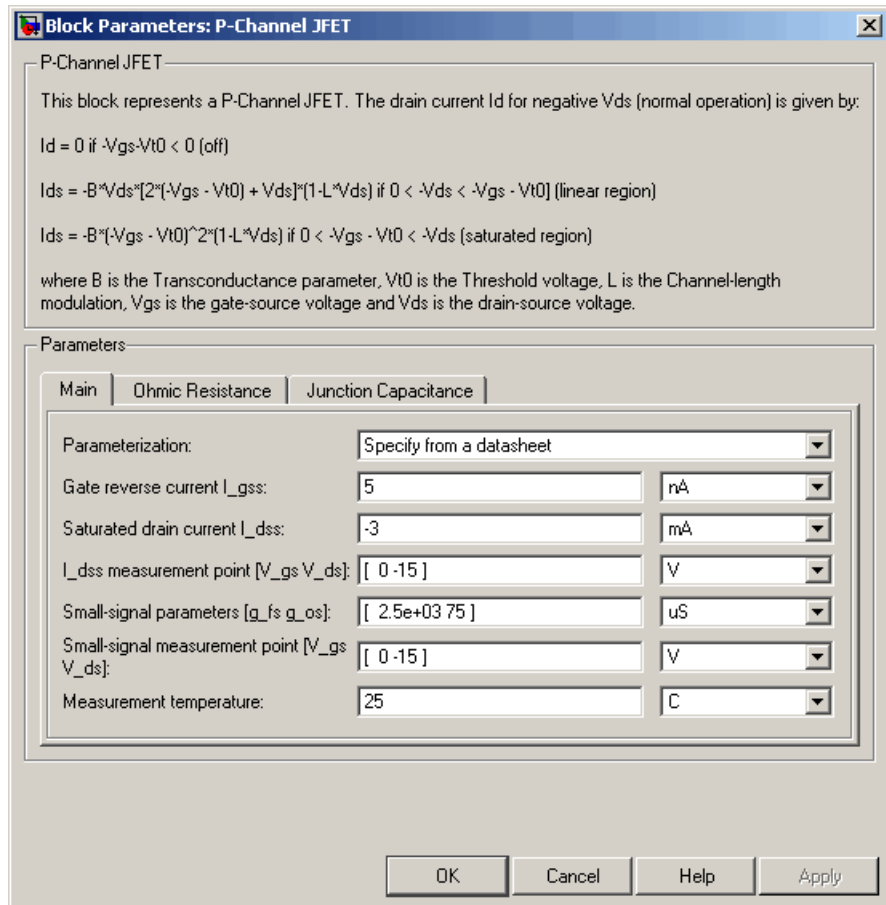 Block Parameters: P-Channel JFET
P-Channel JFET
This block represents a P-Channel JFET. The drain current Id for negative Vds (normal operation) is given by:
Id = 0 if -Vgs-Vt0 < 0 (off)
Ids = -B*Vds*[2*(-Vgs - Vt0) + Vds]*(1-L*Vds) if 0 < -Vds < -Vgs - Vt0] (linear region)
Ids = -B*(-Vgs - Vt0)^2*(1-L*Vds) if 0 < -Vgs - Vt0 < -Vds (saturated region)
where B is the Transconductance parameter, Vt0 is the Threshold voltage, L is the Channel-length
modulation, Vgs is the gate-source voltage and Vds is the drain-source voltage.
Parameters
Main Ohmic Resistance Junction Capacitance
Parameterization: Specify from a datasheet
Gate reverse current I_gss: 5 nA
Saturated drain current I_dss: -3 mA
I_dss measurement point [V_gs V_ds]: [ 0 -15 ] V
Small-signal parameters [g_fs g_os]: [ 2.5e+03 75 ] uS
Small-signal measurement point [V_gs
V_ds]: [ 0 -15 ] V
Measurement temperature: 25 C
OK Cancel Help Apply